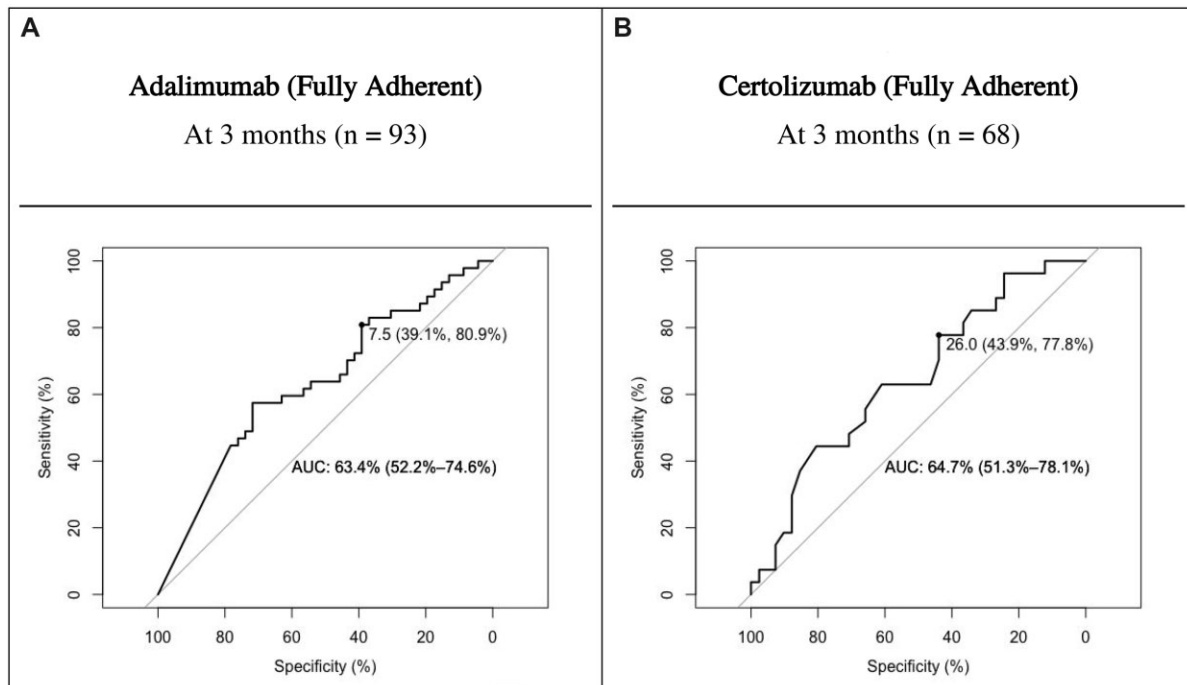 A
Adalimumab (Fully Adherent)
At 3 months (n = 93)
100
80
60
40
20
0
Sensitivity (%)
7.5 (39.1%, 80.9%)
AUC: 63.4% (52.2%–74.6%)
100 80 60 40 20 0
Specificity (%)
B
Certolizumab (Fully Adherent)
At 3 months (n = 68)
100
80
60
40
20
0
Sensitivity (%)
26.0 (43.9%, 77.8%)
AUC: 64.7% (51.3%–78.1%)
100 80 60 40 20 0
Specificity (%)